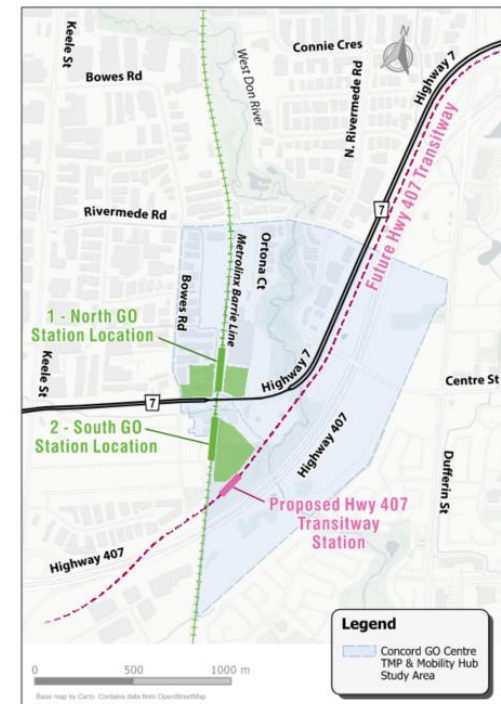 Keele St
Connie Cres
Bowes Rd
West Don River
N. Rivermede Rd
Highway 7
N
7
Future Hwy 407 Transitway
Rivermede Rd
Metrolinx Barrie Line
Ortona Ct
Bowes Rd
1 - North GO
Station Location
Keele St
Highway 7
7
Centre St
2 - South GO
Station Location
Highway 407
Dufferin St
Proposed Hwy 407
Transitway
Station
Highway 407
Legend
Concord GO Centre
TMP & Mobility Hub
Study Area
0 500 1000 m
Base map by Carto. Contains data from OpenStreetMap